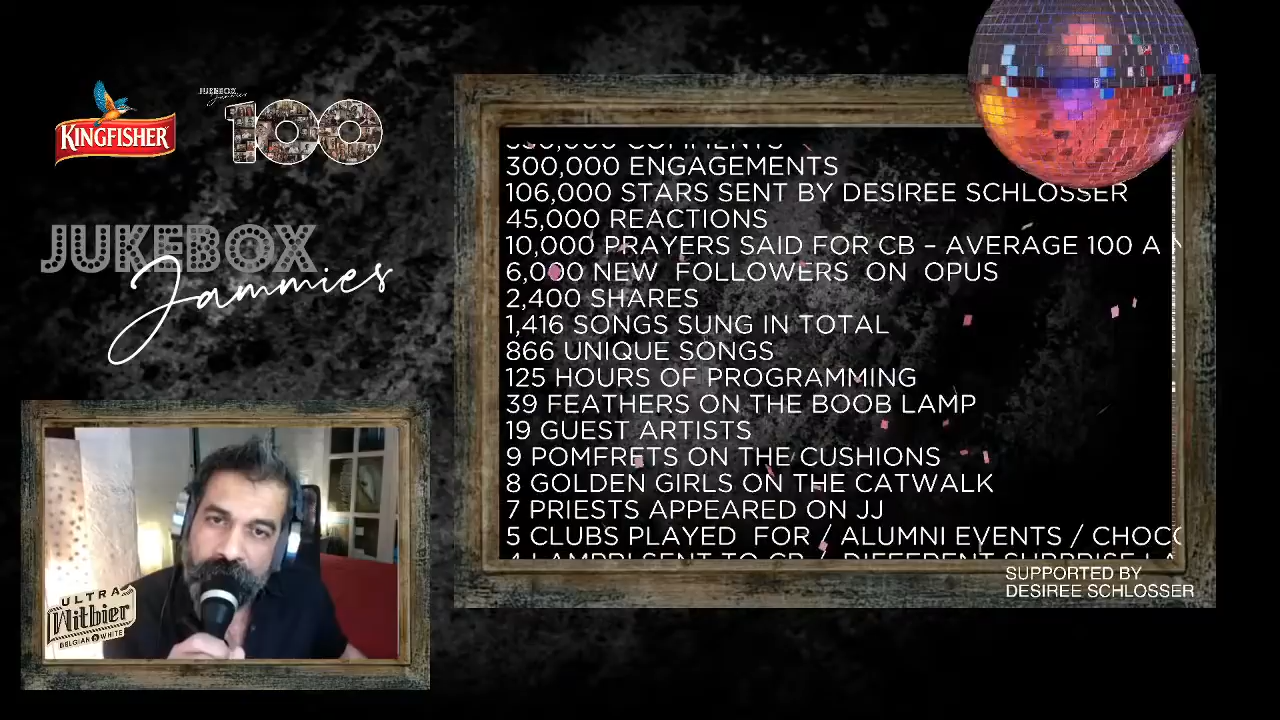 KINGFISHER
JUKEBOX
Jammies
100
JUKEBOX
Jammies
300,000 ENGAGEMENTS
106,000 STARS SENT BY DESIREE SCHLOSSER
45,000 REACTIONS
10,000 PRAYERS SAID FOR CB – AVERAGE 100 A
6,000 NEW FOLLOWERS ON OPUS
2,400 SHARES
1,416 SONGS SUNG IN TOTAL
866 UNIQUE SONGS
125 HOURS OF PROGRAMMING
39 FEATHERS ON THE BOOB LAMP
19 GUEST ARTISTS
9 POMFRETS ON THE CUSHIONS
8 GOLDEN GIRLS ON THE CATWALK
7 PRIESTS APPEARED ON JJ
5 CLUBS PLAYED FOR / ALUMNI EVENTS /
SUPPORTED BY
DESIREE SCHLOSSER
ULTRA
Witbier
BELGIAN WHITE